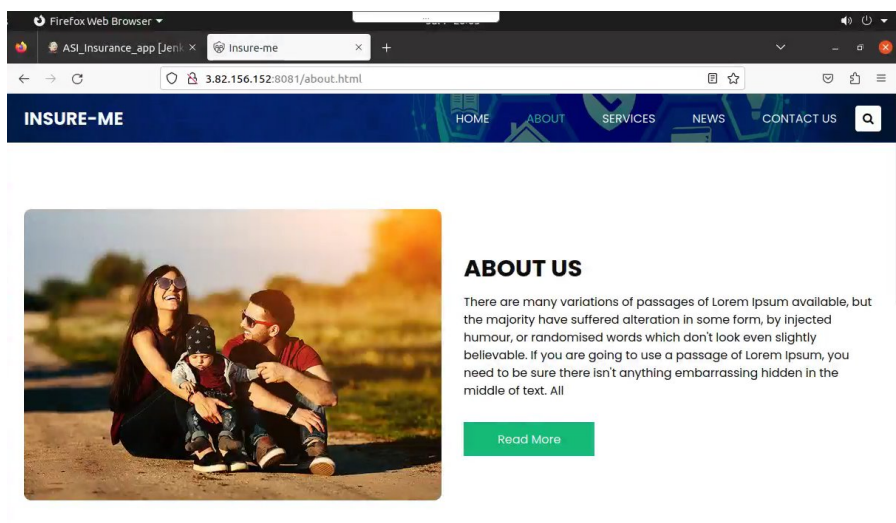 Firefox Web Browser
ASI_Insurance_app [Jenk
Insure-me
3.82.156.152:8081/about.html
INSURE-ME
HOME ABOUT SERVICES NEWS CONTACT US
ABOUT US
There are many variations of passages of Lorem Ipsum available, but
the majority have suffered alteration in some form, by injected
humour, or randomised words which don't look even slightly
believable. If you are going to use a passage of Lorem Ipsum, you
need to be sure there isn't anything embarrassing hidden in the
middle of text. All
Read More